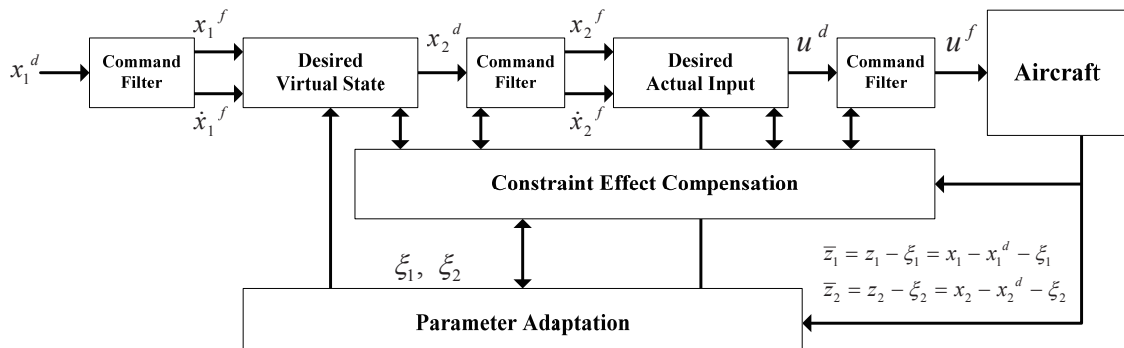 x₁ᵈ
Command
Filter
x₁ᶠ
ẋ₁ᶠ
Desired
Virtual State
x₂ᵈ
Command
Filter
x₂ᶠ
ẋ₂ᶠ
Desired
Actual Input
uᵈ
Command
Filter
uᶠ
Aircraft
Constraint Effect Compensation
ξ₁, ξ₂
z̅₁ = z₁ − ξ₁ = x₁ − x₁ᵈ − ξ₁
z̅₂ = z₂ − ξ₂ = x₂ − x₂ᵈ − ξ₂
Parameter Adaptation